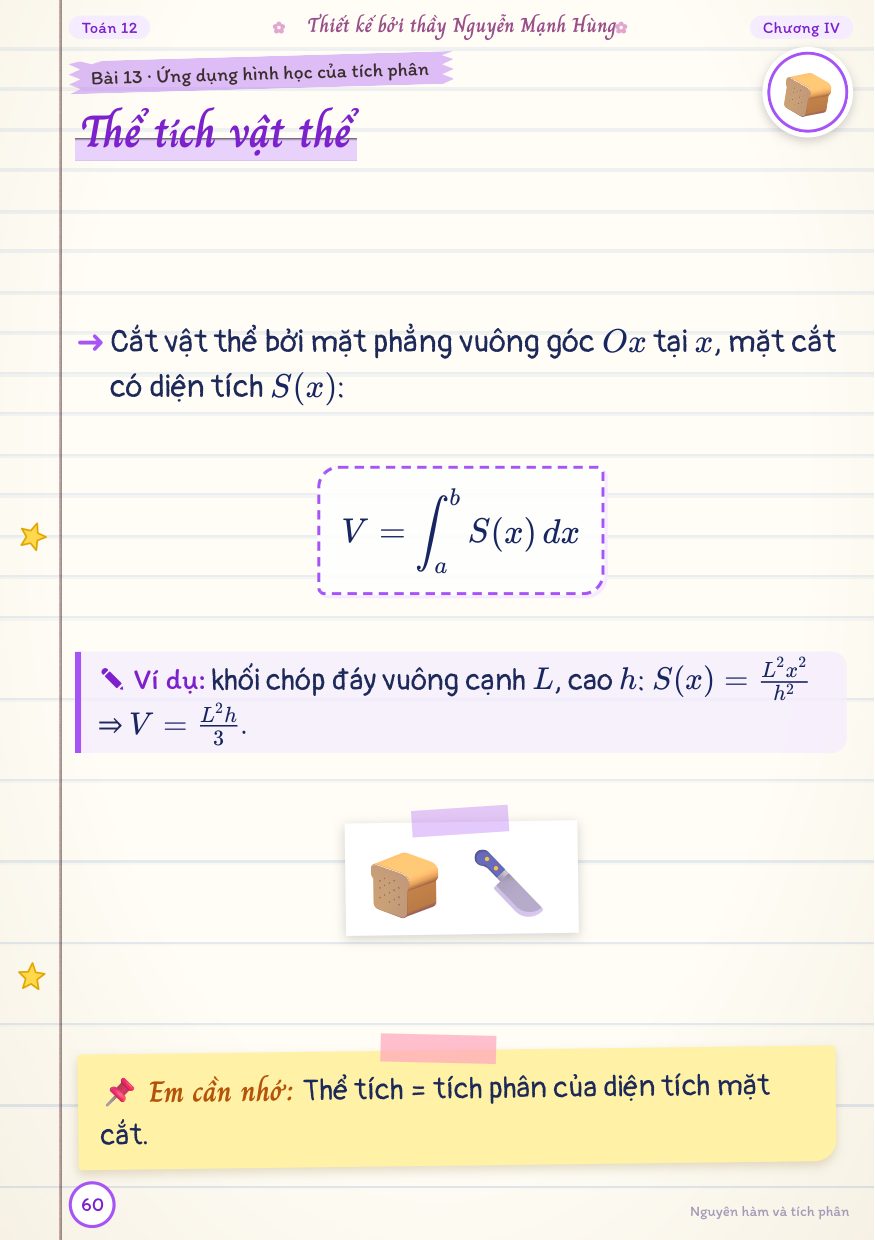 Toán 12
Thiết kế bởi thầy Nguyễn Mạnh Hùng
Chương IV
Bài 13 · Ứng dụng hình học của tích phân
Thể tích vật thể
→ Cắt vật thể bởi mặt phẳng vuông góc Ox tại x, mặt cắt
có diện tích S(x):
V = ∫_a^b S(x) dx
Ví dụ: khối chóp đáy vuông cạnh L, cao h: S(x) = L²x²/h²
⇒ V = L²h/3.
Em cần nhớ: Thể tích = tích phân của diện tích mặt
cắt.
60
Nguyên hàm và tích phân